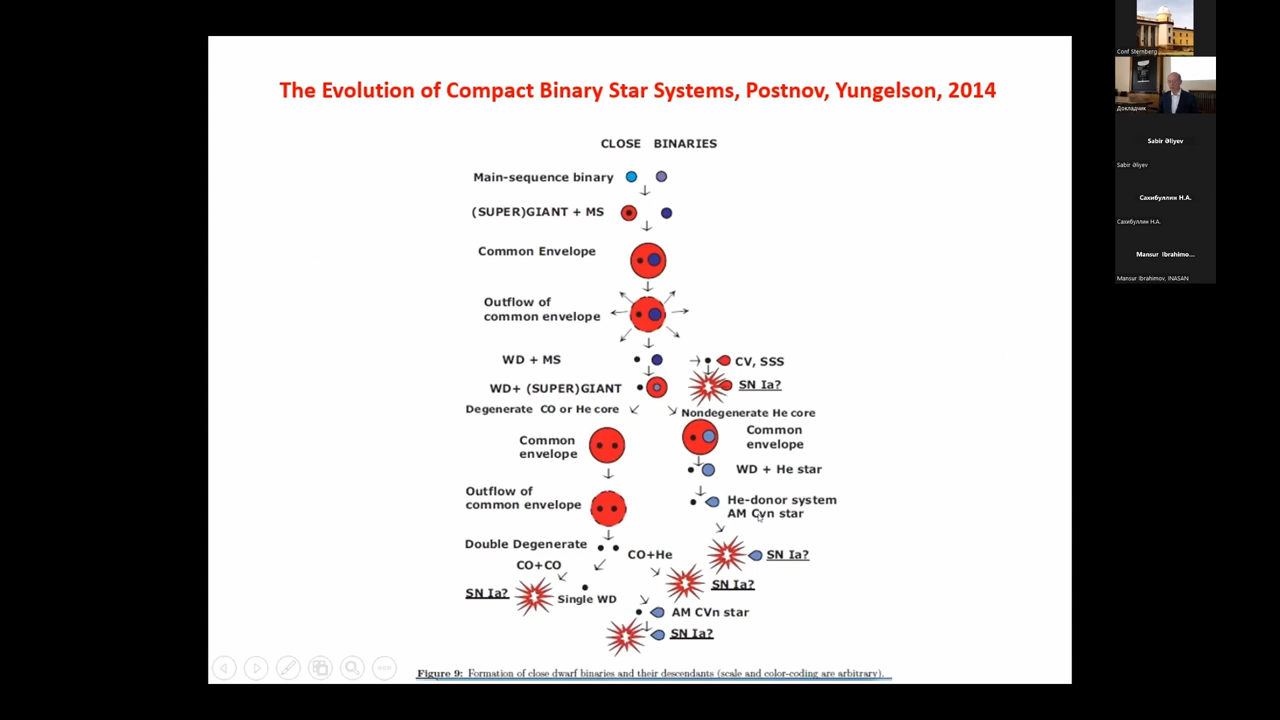 The Evolution of Compact Binary Star Systems, Postnov, Yungelson, 2014
CLOSE BINARIES
Main-sequence binary
(SUPER)GIANT + MS
Common Envelope
Outflow of
common envelope
WD + MS
CV, SSS
WD+ (SUPER)GIANT
SN Ia?
Degenerate CO or He core
Nondegenerate He core
Common
envelope
Common
envelope
WD + He star
Outflow of
common envelope
He-donor system
AM Cvn star
Double Degenerate
CO+He
SN Ia?
CO+CO
SN Ia?
SN Ia?
Single WD
AM CVn star
SN Ia?
Figure 9: Formation of close dwarf binaries and their descendants (scale and color-coding are arbitrary).
Conf Sternberg
Докладчик
Sabir Əliyev
Sabir Əliyev
Сахибуллин Н.А.
Сахибуллин Н.А.
Mansur Ibrahimo...
Mansur Ibrahimov, INASAN